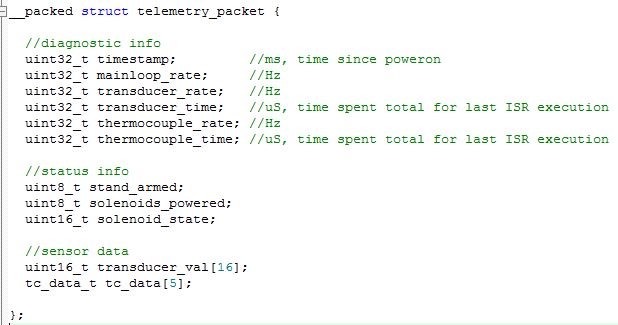 __packed struct telemetry_packet {
//diagnostic info
uint32_t timestamp; //ms, time since poweron
uint32_t mainloop_rate; //Hz
uint32_t transducer_rate; //Hz
uint32_t transducer_time; //uS, time spent total for last ISR execution
uint32_t thermocouple_rate; //Hz
uint32_t thermocouple_time; //uS, time spent total for last ISR execution
//status info
uint8_t stand_armed;
uint8_t solenoids_powered;
uint16_t solenoid_state;
//sensor data
uint16_t transducer_val[16];
tc_data_t tc_data[5];
};